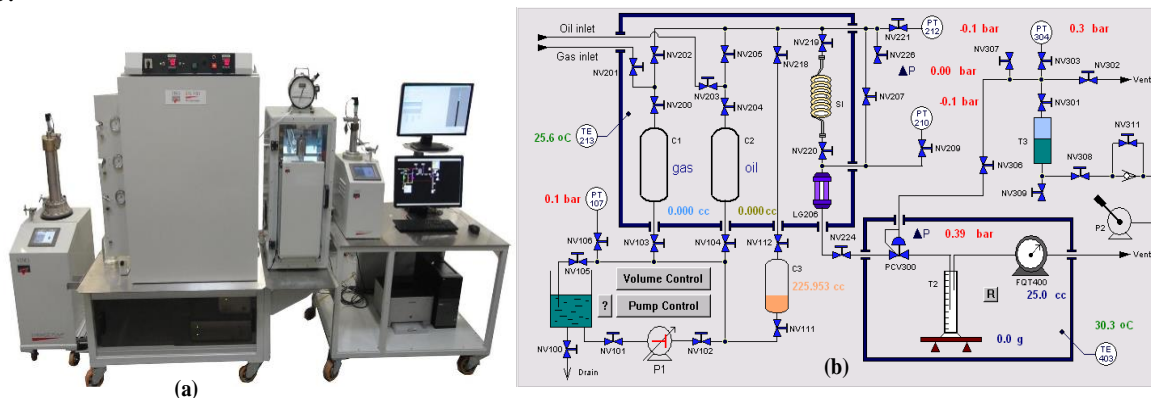 Oil inlet
Gas inlet
NV202
NV205
NV218
NV219
NV221
PT
212
-0.1 bar
PT
304
0.3 bar
NV226
ΔP
NV307
NV303
NV302
Vent
NV201
0.00 bar
NV203
NV200
NV204
SI
NV207
-0.1 bar
NV301
25.6 oC
TE
213
C1
gas
C2
oil
PT
210
T3
NV311
NV220
NV209
NV306
NV308
0.1 bar
PT
107
0.000 cc
0.000 cc
LG206
NV309
P2
NV106
NV103
NV104
NV112
NV224
ΔP
0.39 bar
PCV300
Vent
NV105
Volume Control
C3
225.953 cc
T2
FQT400
?
Pump Control
R
25.0 cc
NV111
NV100
NV101
P1
NV102
0.0 g
30.3 oC
TE
403
Drain
(a)
(b)